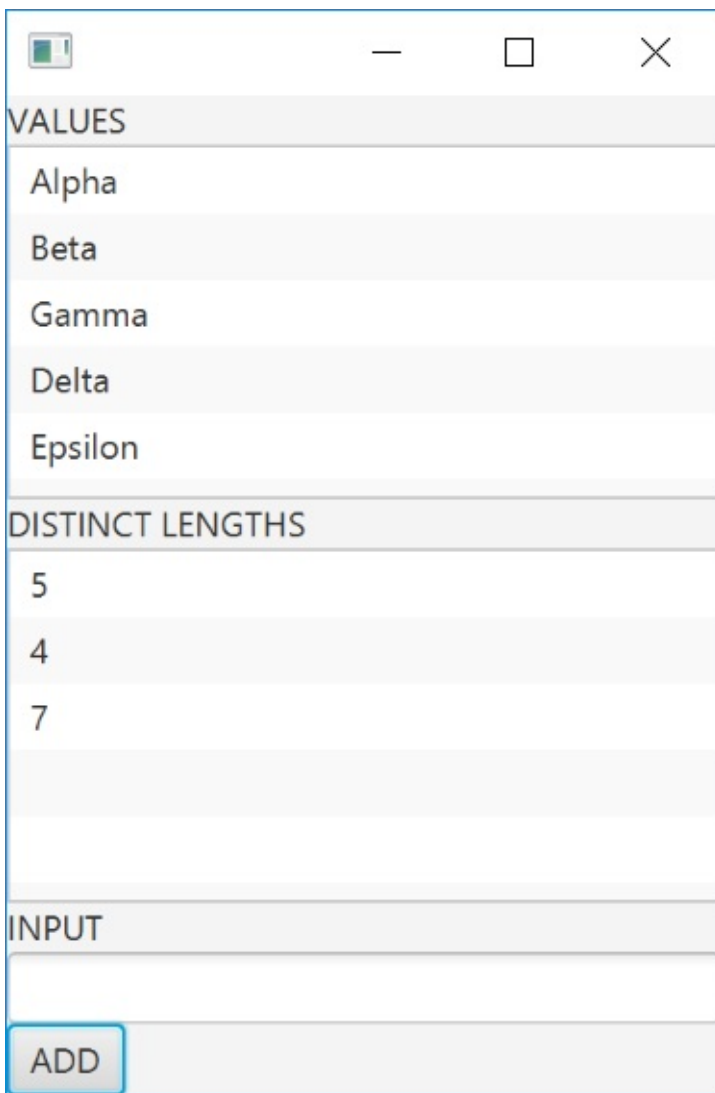 VALUES
Alpha
Beta
Gamma
Delta
Epsilon
DISTINCT LENGTHS
5
4
7
INPUT
ADD